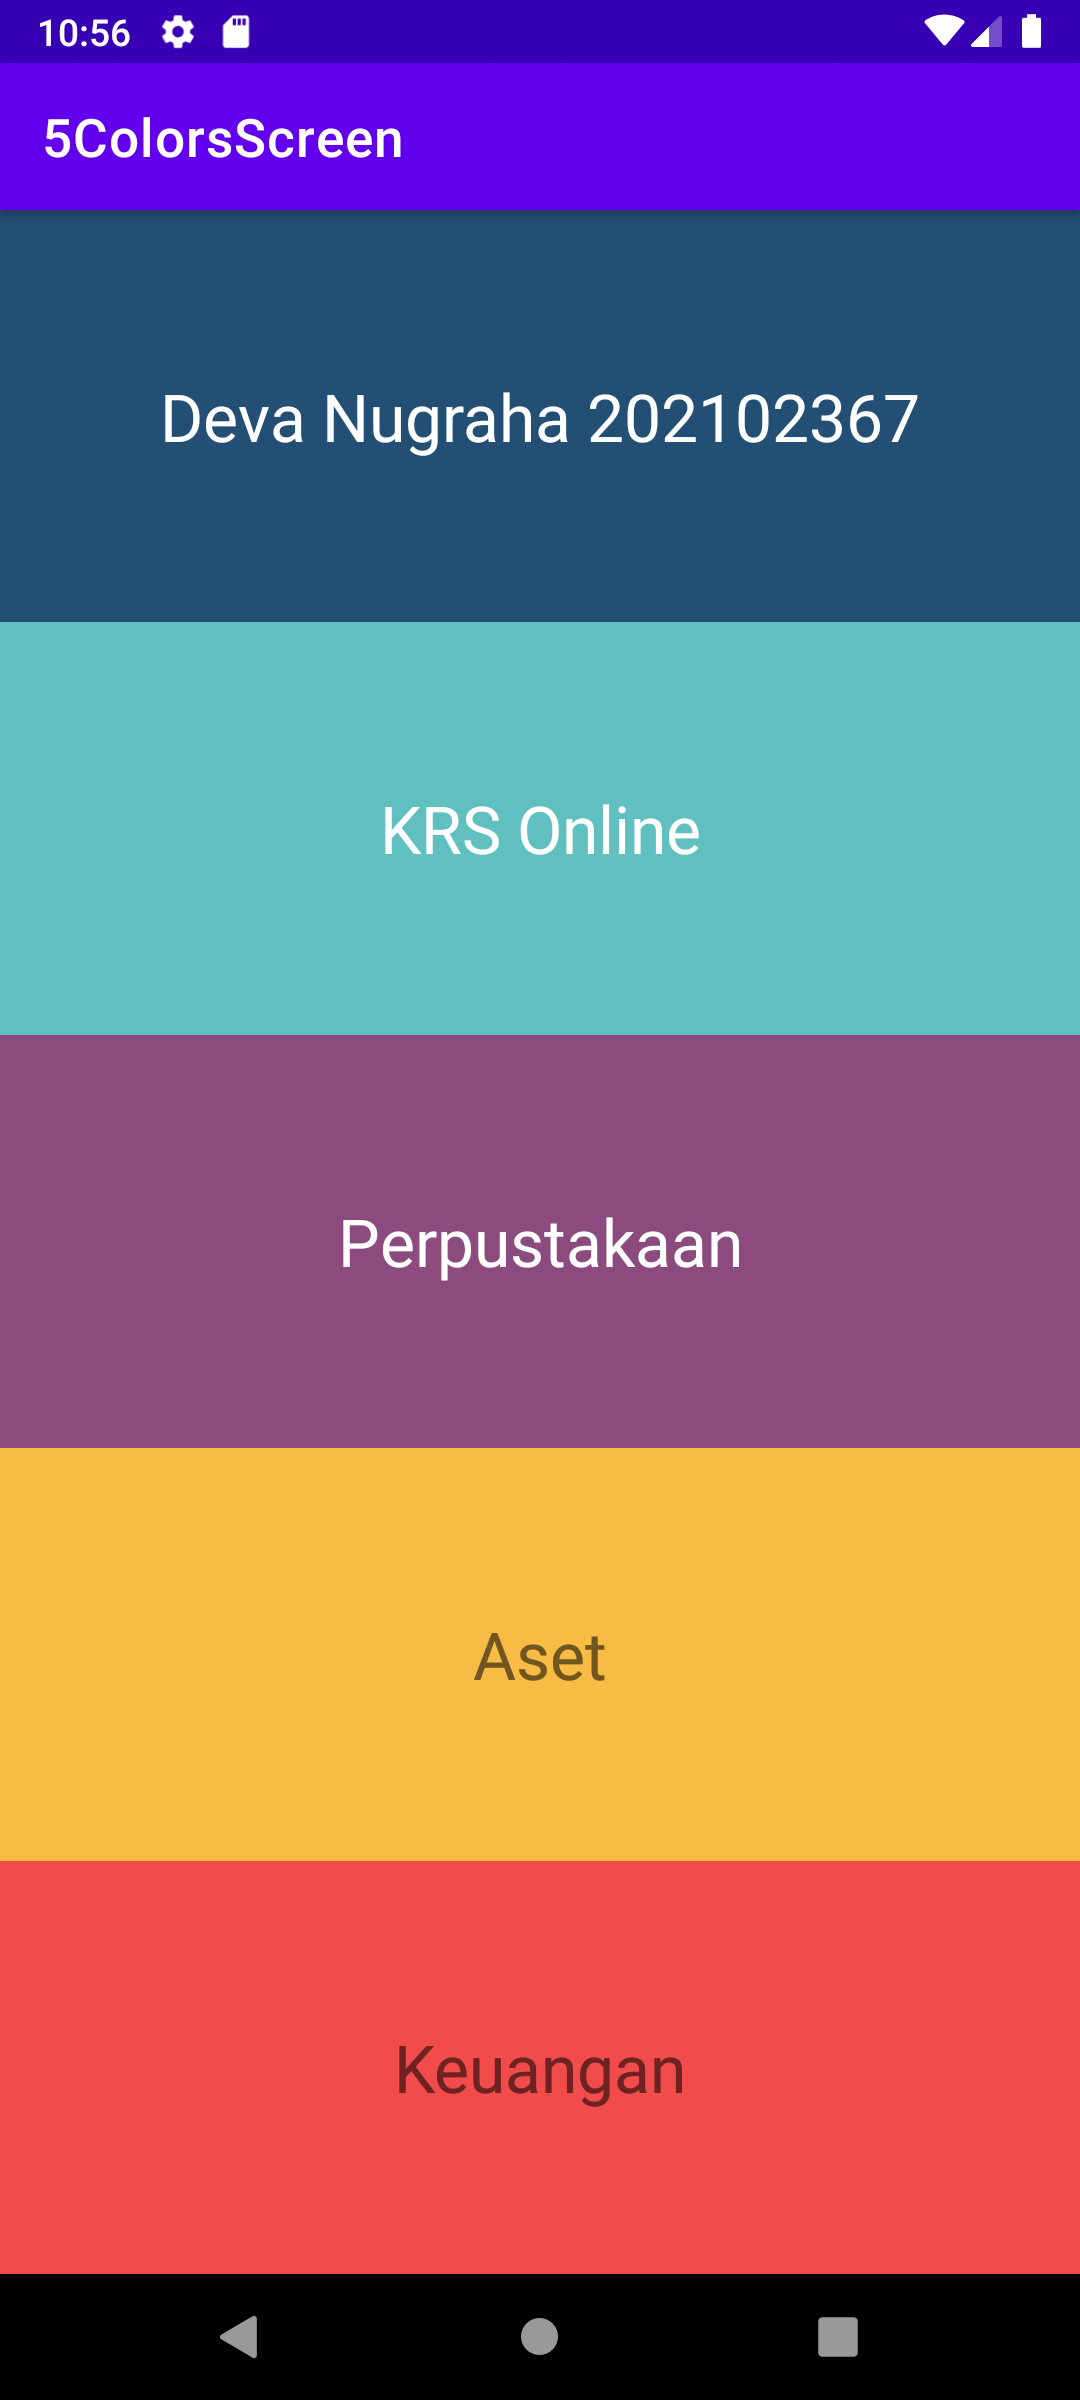 10:56
5ColorsScreen
Deva Nugraha 202102367
KRS Online
Perpustakaan
Aset
Keuangan